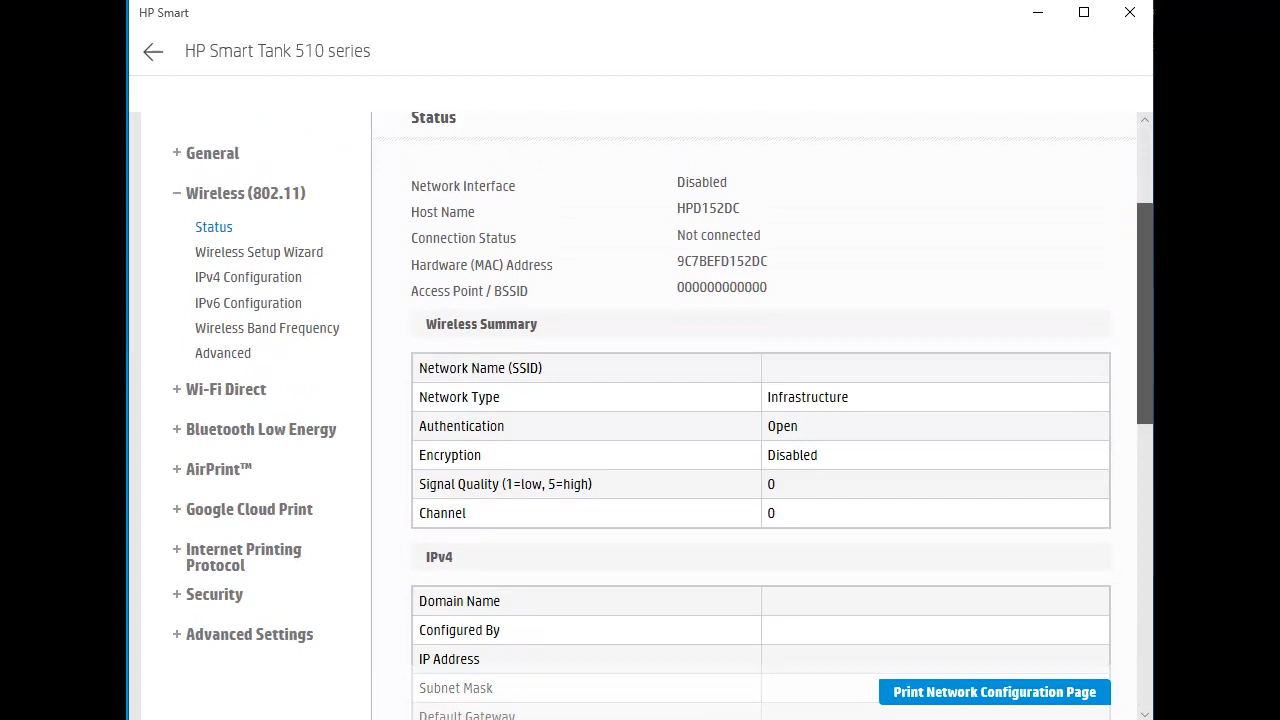 HP Smart
HP Smart Tank 510 series
Status
+ General
− Wireless (802.11)
Status
Wireless Setup Wizard
IPv4 Configuration
IPv6 Configuration
Wireless Band Frequency
Advanced
+ Wi-Fi Direct
+ Bluetooth Low Energy
+ AirPrint™
+ Google Cloud Print
+ Internet Printing
Protocol
+ Security
+ Advanced Settings
Network Interface Disabled
Host Name HPD152DC
Connection Status Not connected
Hardware (MAC) Address 9C7BEFD152DC
Access Point / BSSID 000000000000
Wireless Summary
Network Name (SSID)
Network Type Infrastructure
Authentication Open
Encryption Disabled
Signal Quality (1=low, 5=high) 0
Channel 0
IPv4
Domain Name
Configured By
IP Address
Subnet Mask
Default Gateway
Print Network Configuration Page